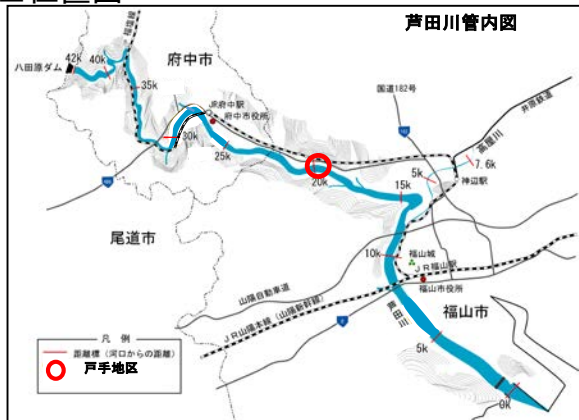 芦田川管内図
福塩線
42k
40k
八田原ダム
府中市
35k
国道182号
井原鉄道
JR府中駅
府中市役所
高屋川
30k
25k
20k
15k
5k
7.6k
神辺駅
尾道市
10k
福山城
JR福山駅
福山市役所
山陽自動車道
JR山陽本線（山陽新幹線）
芦田川
福山市
5k
0k
凡 例
距離標（河口からの距離）
戸手地区